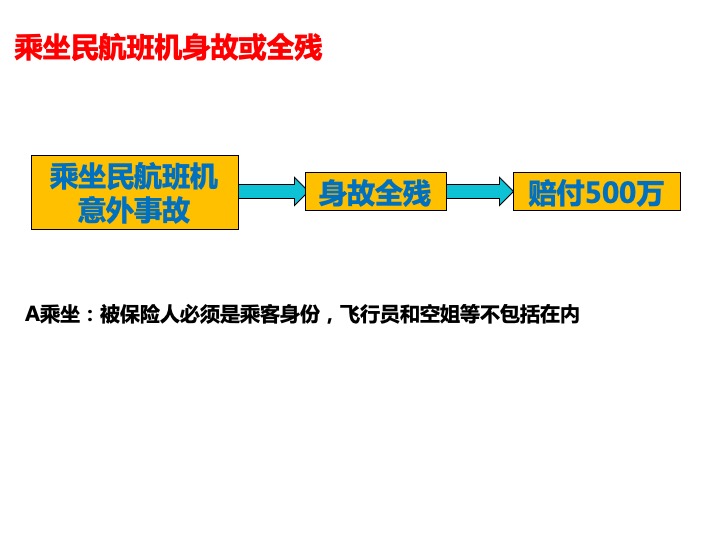 乘坐民航班机身故或全残
乘坐民航班机
意外事故
身故全残
赔付500万
A乘坐：被保险人必须是乘客身份，飞行员和空姐等不包括在内